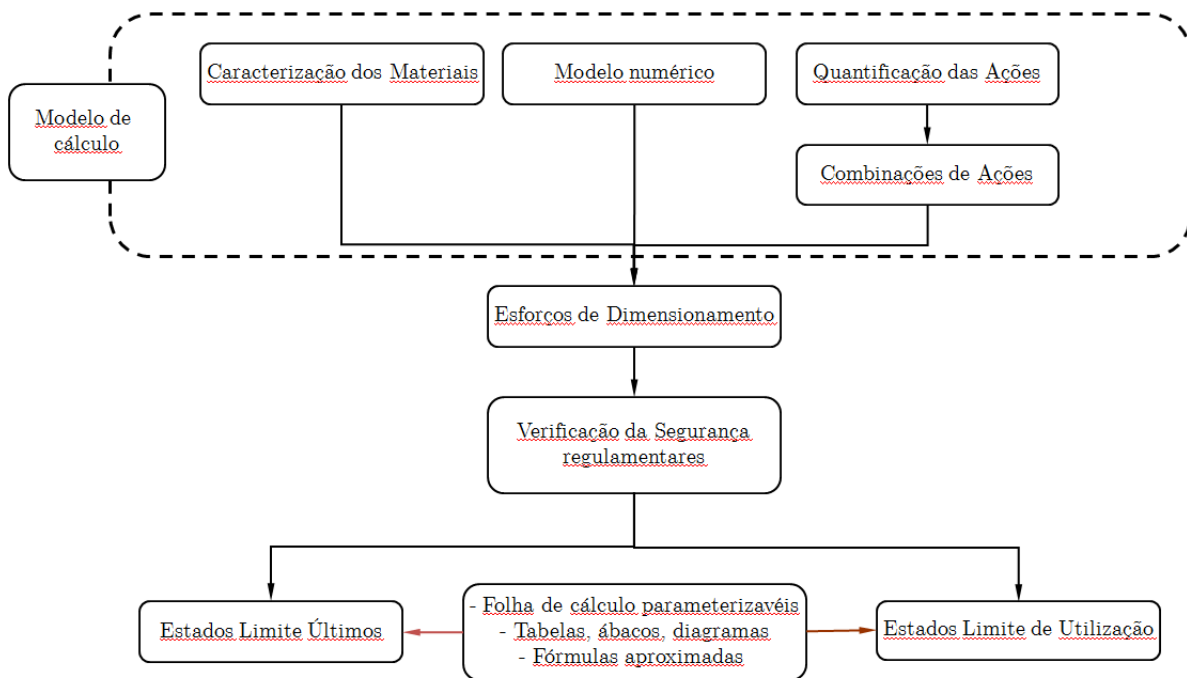 Caracterização dos Materiais
Modelo numérico
Quantificação das Ações
Modelo de
cálculo
Combinações de Ações
Esforços de Dimensionamento
Verificação da Segurança
regulamentares
Estados Limite Últimos
- Folha de cálculo parameterizavéis
- Tabelas, ábacos, diagramas
- Fórmulas aproximadas
Estados Limite de Utilização